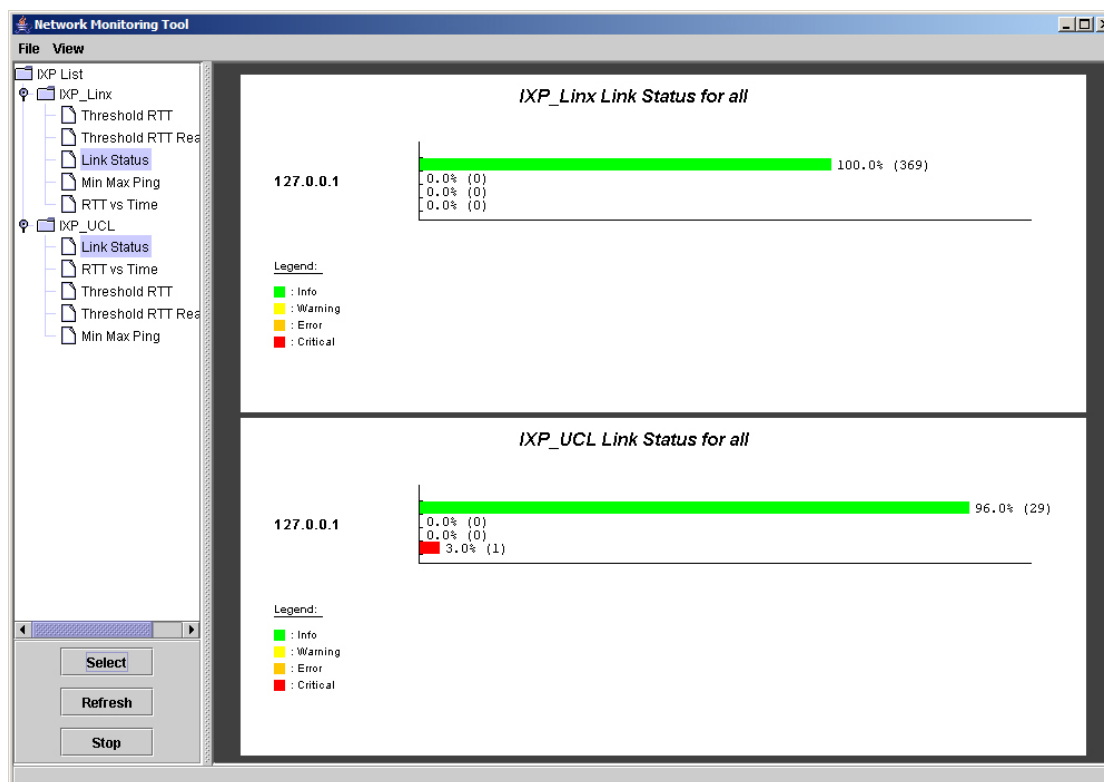 Network Monitoring Tool
File View
IXP List
IXP_Linx
Threshold RTT
Threshold RTT Rea
Link Status
Min Max Ping
RTT vs Time
IXP_UCL
Link Status
RTT vs Time
Threshold RTT
Threshold RTT Rea
Min Max Ping
Select
Refresh
Stop
IXP_Linx Link Status for all
127.0.0.1
100.0% (369)
0.0% (0)
0.0% (0)
0.0% (0)
Legend:
: Info
: Warning
: Error
: Critical
IXP_UCL Link Status for all
127.0.0.1
96.0% (29)
0.0% (0)
0.0% (0)
3.0% (1)
Legend:
: Info
: Warning
: Error
: Critical